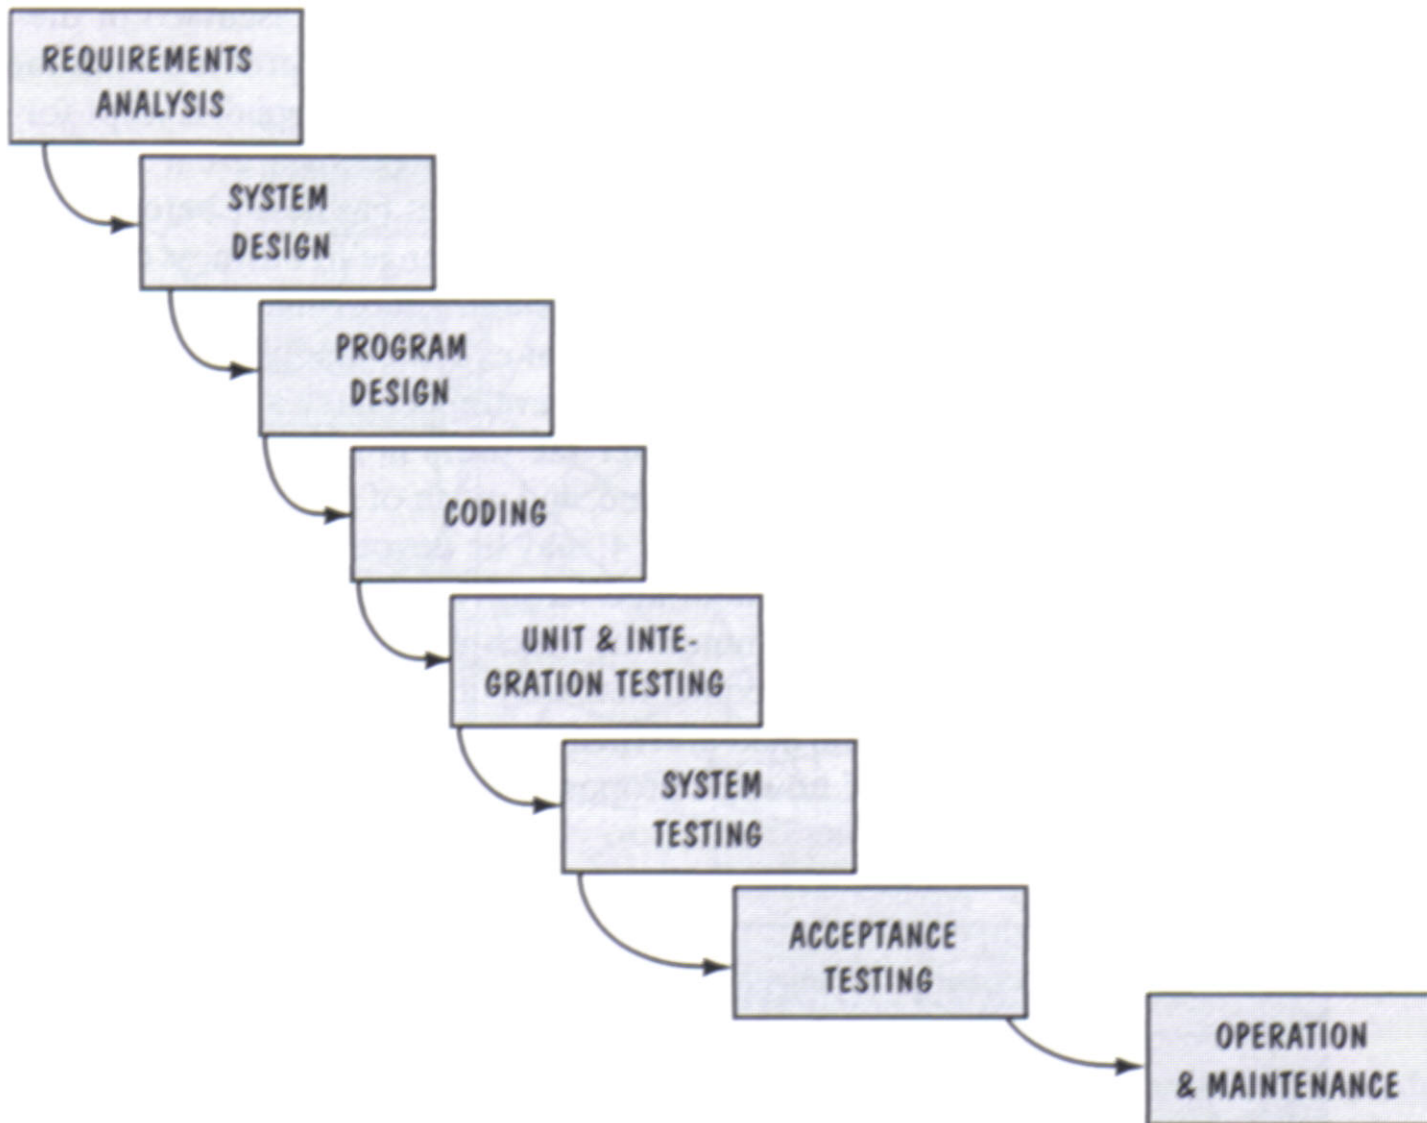 REQUIREMENTS
ANALYSIS
SYSTEM
DESIGN
PROGRAM
DESIGN
CODING
UNIT & INTE-
GRATION TESTING
SYSTEM
TESTING
ACCEPTANCE
TESTING
OPERATION
& MAINTENANCE